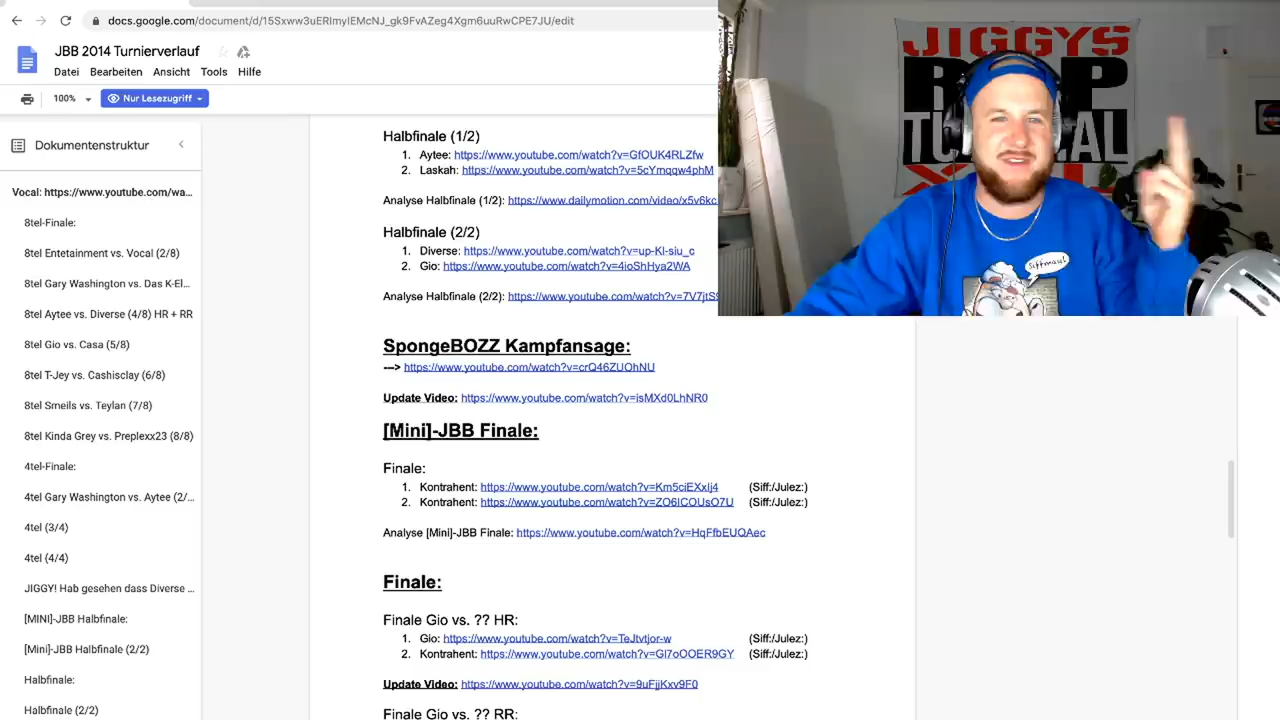 docs.google.com/document/d/15Sxww3uERImyIEMcNJ_gk9FvAZeg4Xgm6uuRwCPE7JU/edit
JBB 2014 Turnierverlauf
Datei Bearbeiten Ansicht Tools Hilfe
100% Nur Lesezugriff
Dokumentenstruktur
Vocal: https://www.youtube.com/wa...
8tel-Finale:
8tel Entetainment vs. Vocal (2/8)
8tel Gary Washington vs. Das K-El...
8tel Aytee vs. Diverse (4/8) HR + RR
8tel Gio vs. Casa (5/8)
8tel T-Jey vs. Cashisclay (6/8)
8tel Smeils vs. Teylan (7/8)
8tel Kinda Grey vs. Preplexx23 (8/8)
4tel-Finale:
4tel Gary Washington vs. Aytee (2/...
4tel (3/4)
4tel (4/4)
JIGGY! Hab gesehen dass Diverse ...
[MINI]-JBB Halbfinale:
[Mini]-JBB Halbfinale (2/2)
Halbfinale:
Halbfinale (2/2)
Halbfinale (1/2)
1. Aytee: https://www.youtube.com/watch?v=GfOUK4RLZfw
2. Laskah: https://www.youtube.com/watch?v=5cYmqqw4phM
Analyse Halbfinale (1/2): https://www.dailymotion.com/video/x5v6kc
Halbfinale (2/2)
1. Diverse: https://www.youtube.com/watch?v=up-KI-siu_c
2. Gio: https://www.youtube.com/watch?v=4ioShHya2WA
Analyse Halbfinale (2/2): https://www.youtube.com/watch?v=7V7jtS
SpongeBOZZ Kampfansage:
---> https://www.youtube.com/watch?v=crQ46ZUOhNU
Update Video: https://www.youtube.com/watch?v=isMXd0LhNR0
[Mini]-JBB Finale:
Finale:
1. Kontrahent: https://www.youtube.com/watch?v=Km5ciEXxIj4 (Siff:/Julez:)
2. Kontrahent: https://www.youtube.com/watch?v=ZO6ICOUsO7U (Siff:/Julez:)
Analyse [Mini]-JBB Finale: https://www.youtube.com/watch?v=HqFfbEUQAec
Finale:
Finale Gio vs. ?? HR:
1. Gio: https://www.youtube.com/watch?v=TeJtvtjor-w (Siff:/Julez:)
2. Kontrahent: https://www.youtube.com/watch?v=Gl7oOOER9GY (Siff:/Julez:)
Update Video: https://www.youtube.com/watch?v=9uFjjKxv9F0
Finale Gio vs. ?? RR:
JIGGYS
Siffmasel